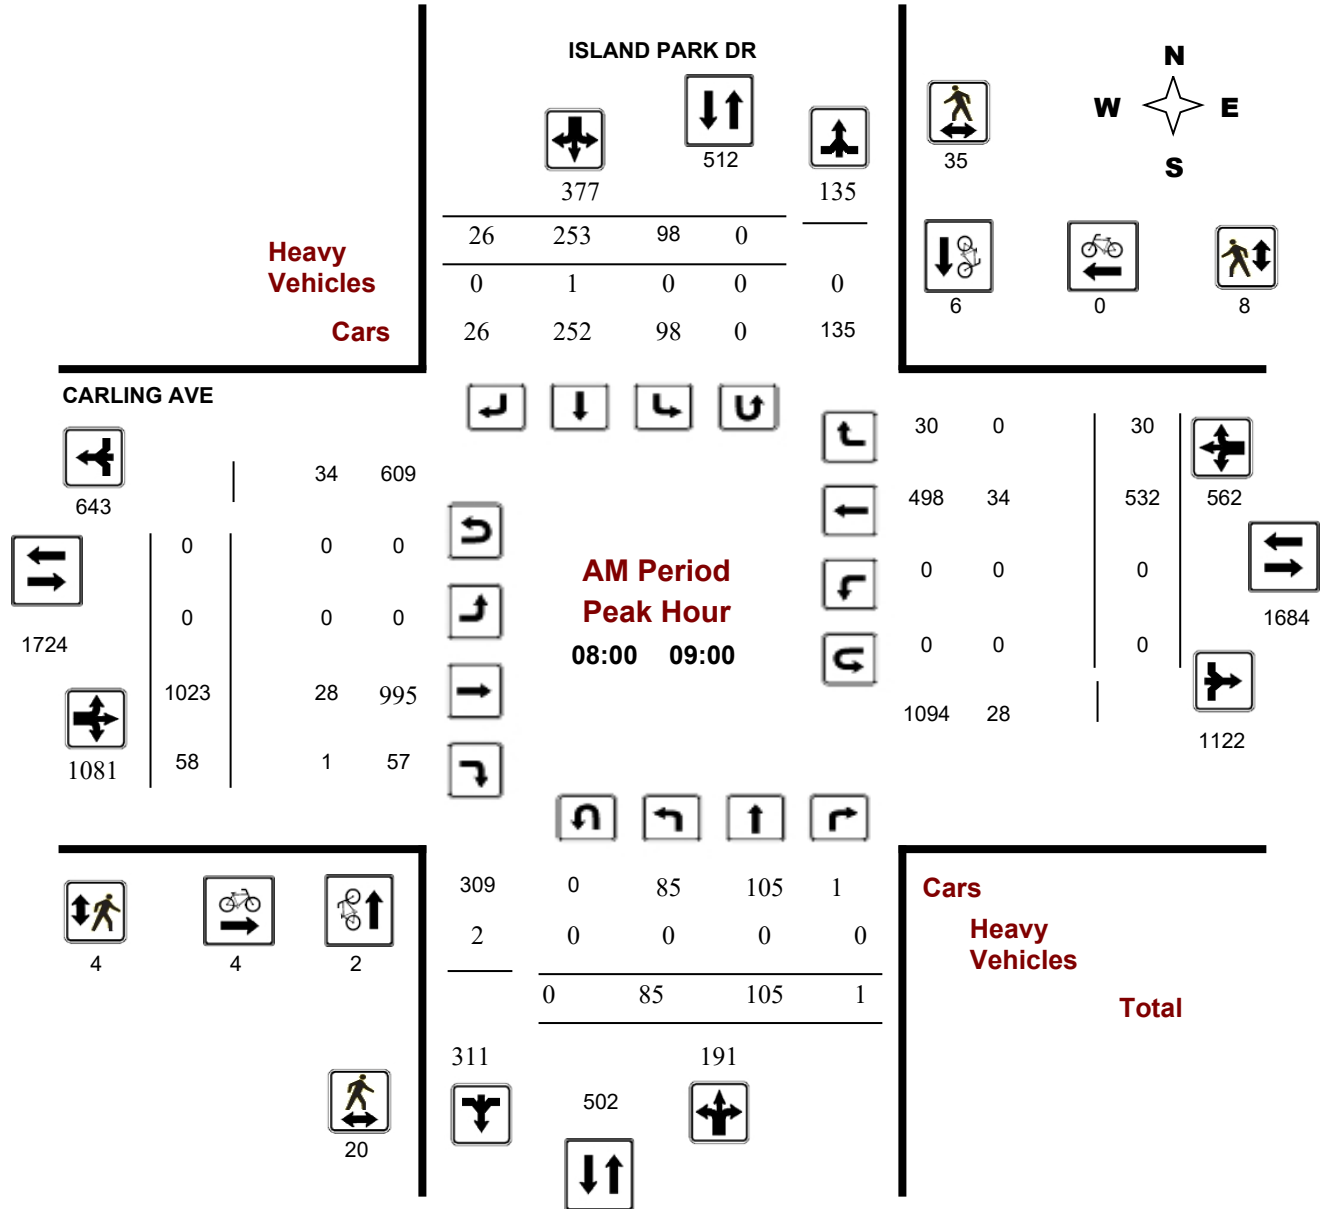 ISLAND PARK DR
N
W E
S
512
35
377 135
26 253 98 0
Heavy
Vehicles 0 1 0 0 0
6 0 8
Cars 26 252 98 0 135
CARLING AVE
30 0 30
34 609
643
498 34 532 562
0 0 0
AM Period
0 0 0
Peak Hour
0 0 0
1684
1724
08:00 09:00
0 0 0
1023 28 995
1094 28
1122
1081 58 1 57
309 0 85 105 1
Cars
2 0 0 0 0
Heavy
Vehicles
4 4 2
0 85 105 1
Total
311 191
502
20